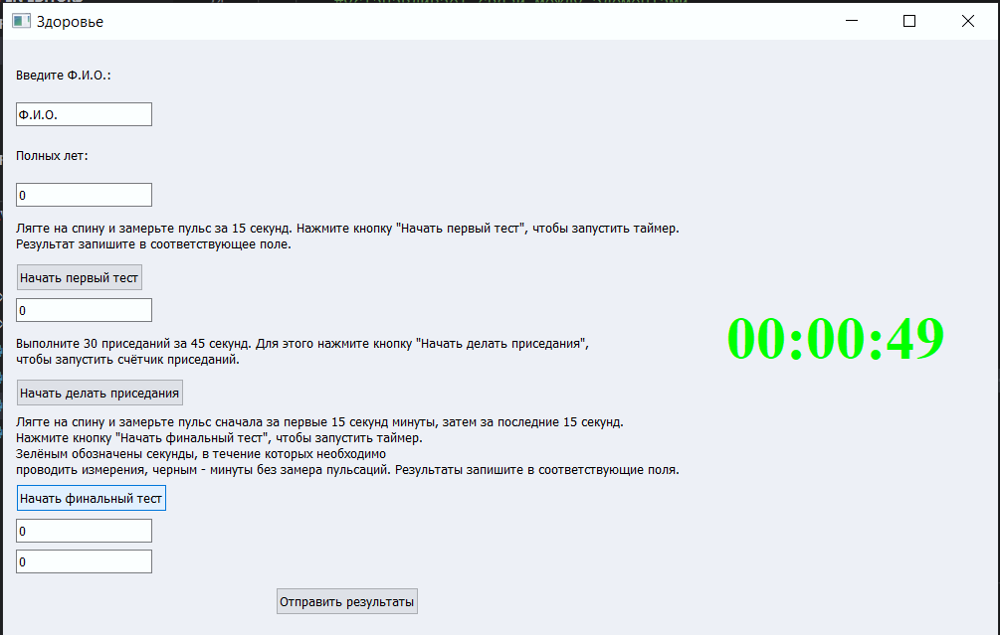 Здоровье
Введите Ф.И.О.:
Ф.И.О.
Полных лет:
0
Лягте на спину и замерьте пульс за 15 секунд. Нажмите кнопку "Начать первый тест", чтобы запустить таймер.
Результат запишите в соответствующее поле.
Начать первый тест
0
Выполните 30 приседаний за 45 секунд. Для этого нажмите кнопку "Начать делать приседания",
чтобы запустить счётчик приседаний.
00:00:49
Начать делать приседания
Лягте на спину и замерьте пульс сначала за первые 15 секунд минуты, затем за последние 15 секунд.
Нажмите кнопку "Начать финальный тест", чтобы запустить таймер.
Зелёным обозначены секунды, в течение которых необходимо
проводить измерения, черным - минуты без замера пульсаций. Результаты запишите в соответствующие поля.
Начать финальный тест
0
0
Отправить результаты